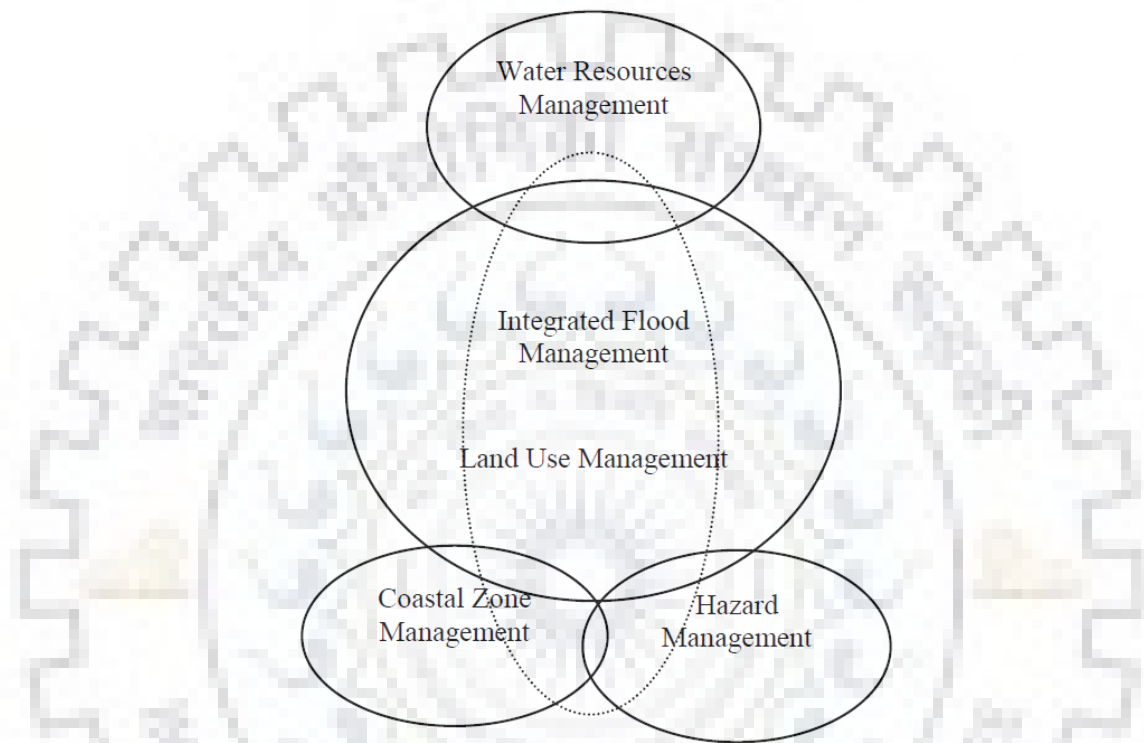 Water Resources
Management
Integrated Flood
Management
Land Use Management
Coastal Zone
Management
Hazard
Management